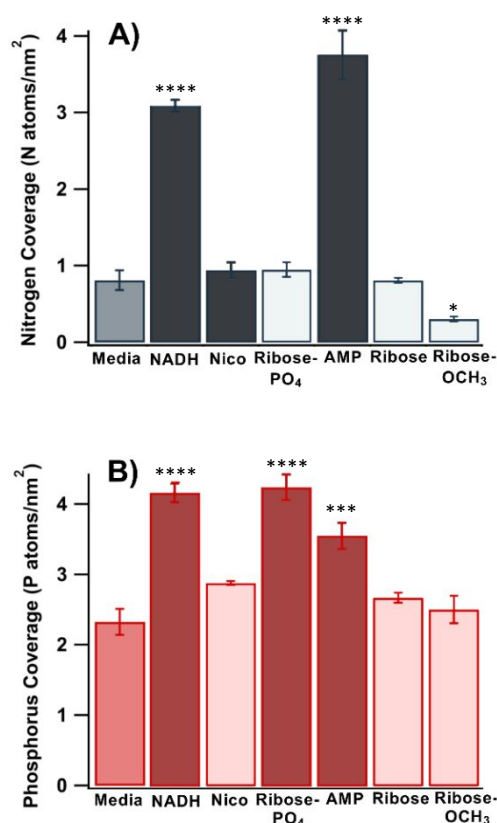 A)
Nitrogen Coverage (N atoms/nm²)
4
3
2
1
0
****
****
*
Media NADH Nico Ribose-PO₄ AMP Ribose Ribose-OCH₃
B)
Phosphorus Coverage (P atoms/nm²)
4
3
2
1
0
****
****
***
Media NADH Nico Ribose-PO₄ AMP Ribose Ribose-OCH₃